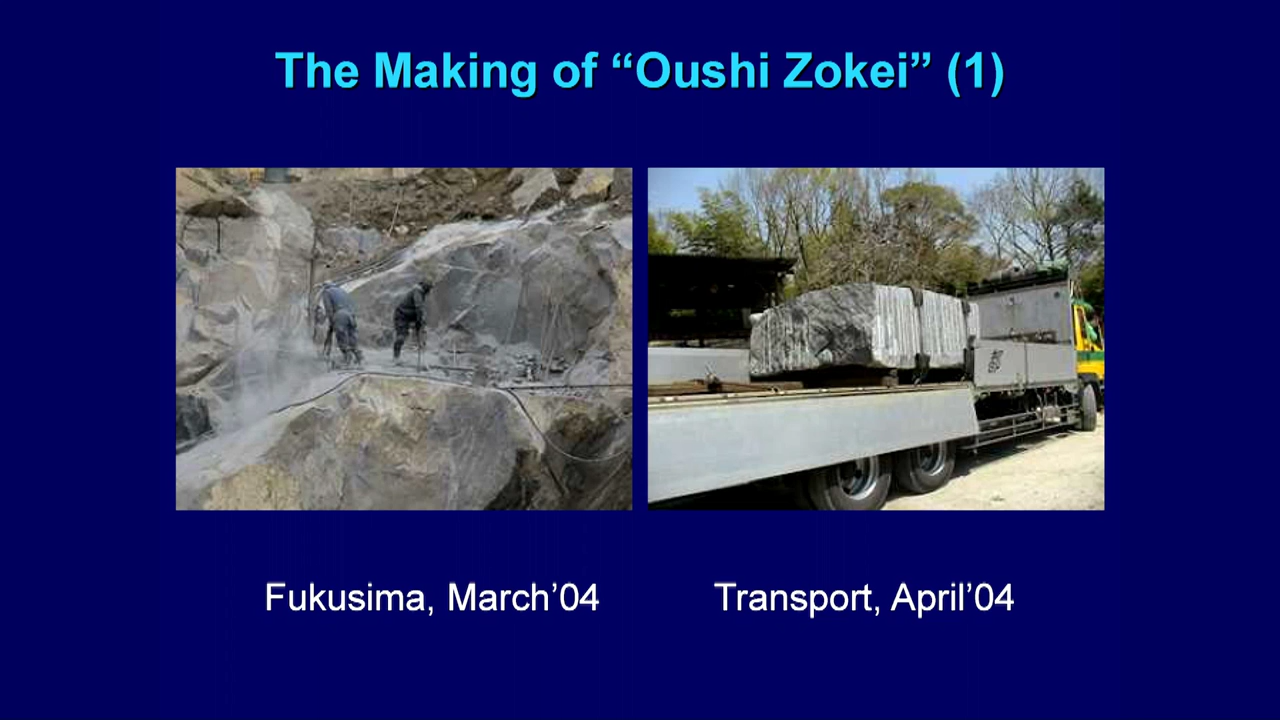 The Making of “Oushi Zokei” (1)
Fukusima, March’04
Transport, April’04